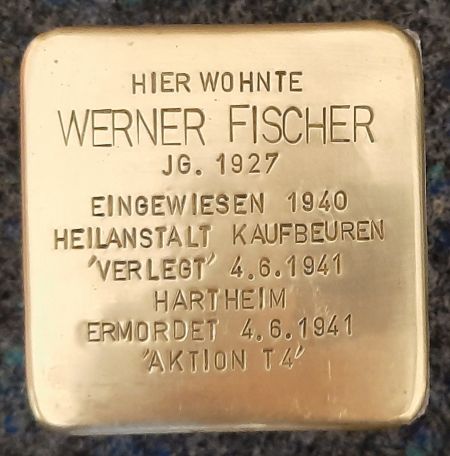 HIER WOHNTE
WERNER FISCHER
JG. 1927
EINGEWIESEN 1940
HEILANSTALT KAUFBEUREN
'VERLEGT' 4.6.1941
HARTHEIM
ERMORDET 4.6.1941
'AKTION T4'